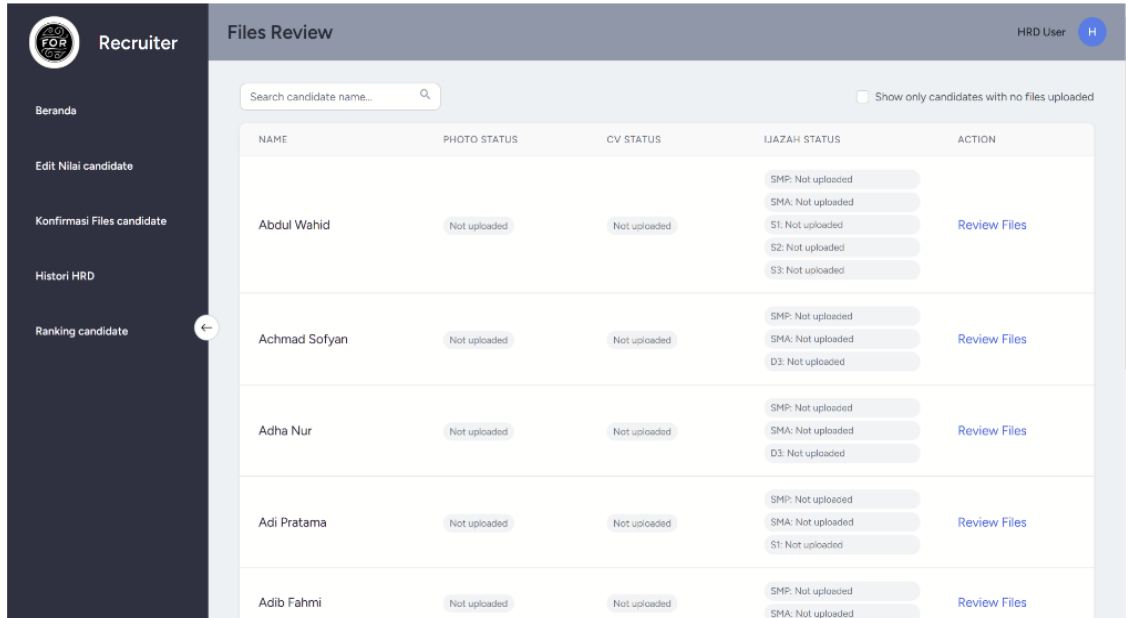 FOR
Recruiter
Files Review
HRD User
H
Beranda
Edit Nilai candidate
Konfirmasi Files candidate
Histori HRD
Ranking candidate
Search candidate name...
Show only candidates with no files uploaded
NAME PHOTO STATUS CV STATUS IJAZAH STATUS ACTION
Abdul Wahid Not uploaded Not uploaded
SMP: Not uploaded
SMA: Not uploaded
S1: Not uploaded
S2: Not uploaded
S3: Not uploaded
Review Files
Achmad Sofyan Not uploaded Not uploaded
SMP: Not uploaded
SMA: Not uploaded
D3: Not uploaded
Review Files
Adha Nur Not uploaded Not uploaded
SMP: Not uploaded
SMA: Not uploaded
D3: Not uploaded
Review Files
Adi Pratama Not uploaded Not uploaded
SMP: Not uploaded
SMA: Not uploaded
S1: Not uploaded
Review Files
Adib Fahmi Not uploaded Not uploaded
SMP: Not uploaded
SMA: Not uploaded
Review Files